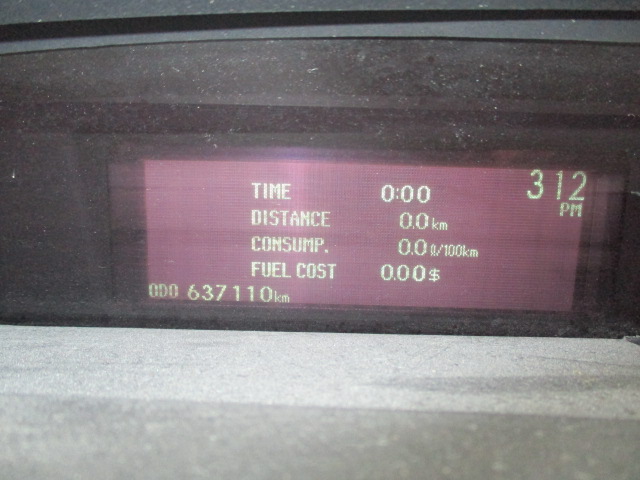 312
PM
TIME 0:00
DISTANCE 0.0 km
CONSUMP. 0.0 ℓ/100km
FUEL COST 0.00 $
ODO 637110 km